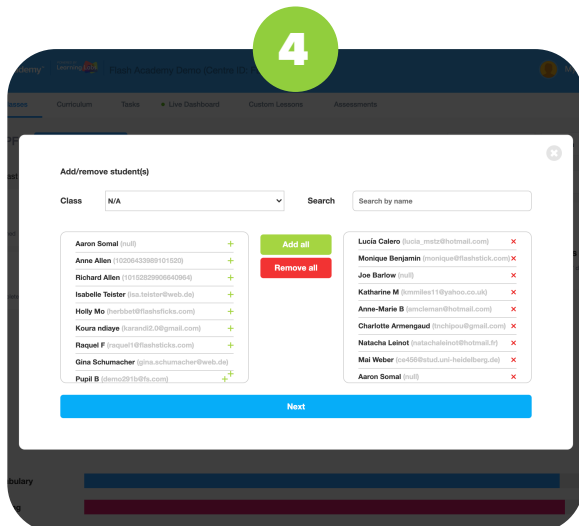 4
Flash Academy Demo (Centre ID:
Curriculum Tasks Live Dashboard Custom Lessons Assessments
Add/remove student(s)
Class N/A Search Search by name
Aaron Somal (null) +
Anne Allen (10206433989101520) +
Richard Allen (10152829906640964) +
Isabelle Teister (isa.teister@web.de) +
Holly Mo (herbbet@flashsticks.com) +
Koura ndiaye (karandi2.0@gmail.com) +
Raquel F (raquel1@flashsticks.com) +
Gina Schumacher (gina.schumacher@web.de) +
Pupil B (demo291b@fs.com) +
Add all
Remove all
Lucía Calero (lucia_mstz@hotmail.com) ×
Monique Benjamin (monique@flashstick.com) ×
Joe Barlow (null) ×
Katharine M (kmmiles11@yahoo.co.uk) ×
Anne-Marie B (amcleman@hotmail.com) ×
Charlotte Armengaud (tnchipou@gmail.com) ×
Natacha Leinot (natachaleinot@hotmail.fr) ×
Mai Weber (ce456@stud.uni-heidelberg.de) ×
Aaron Somal (null) ×
Next